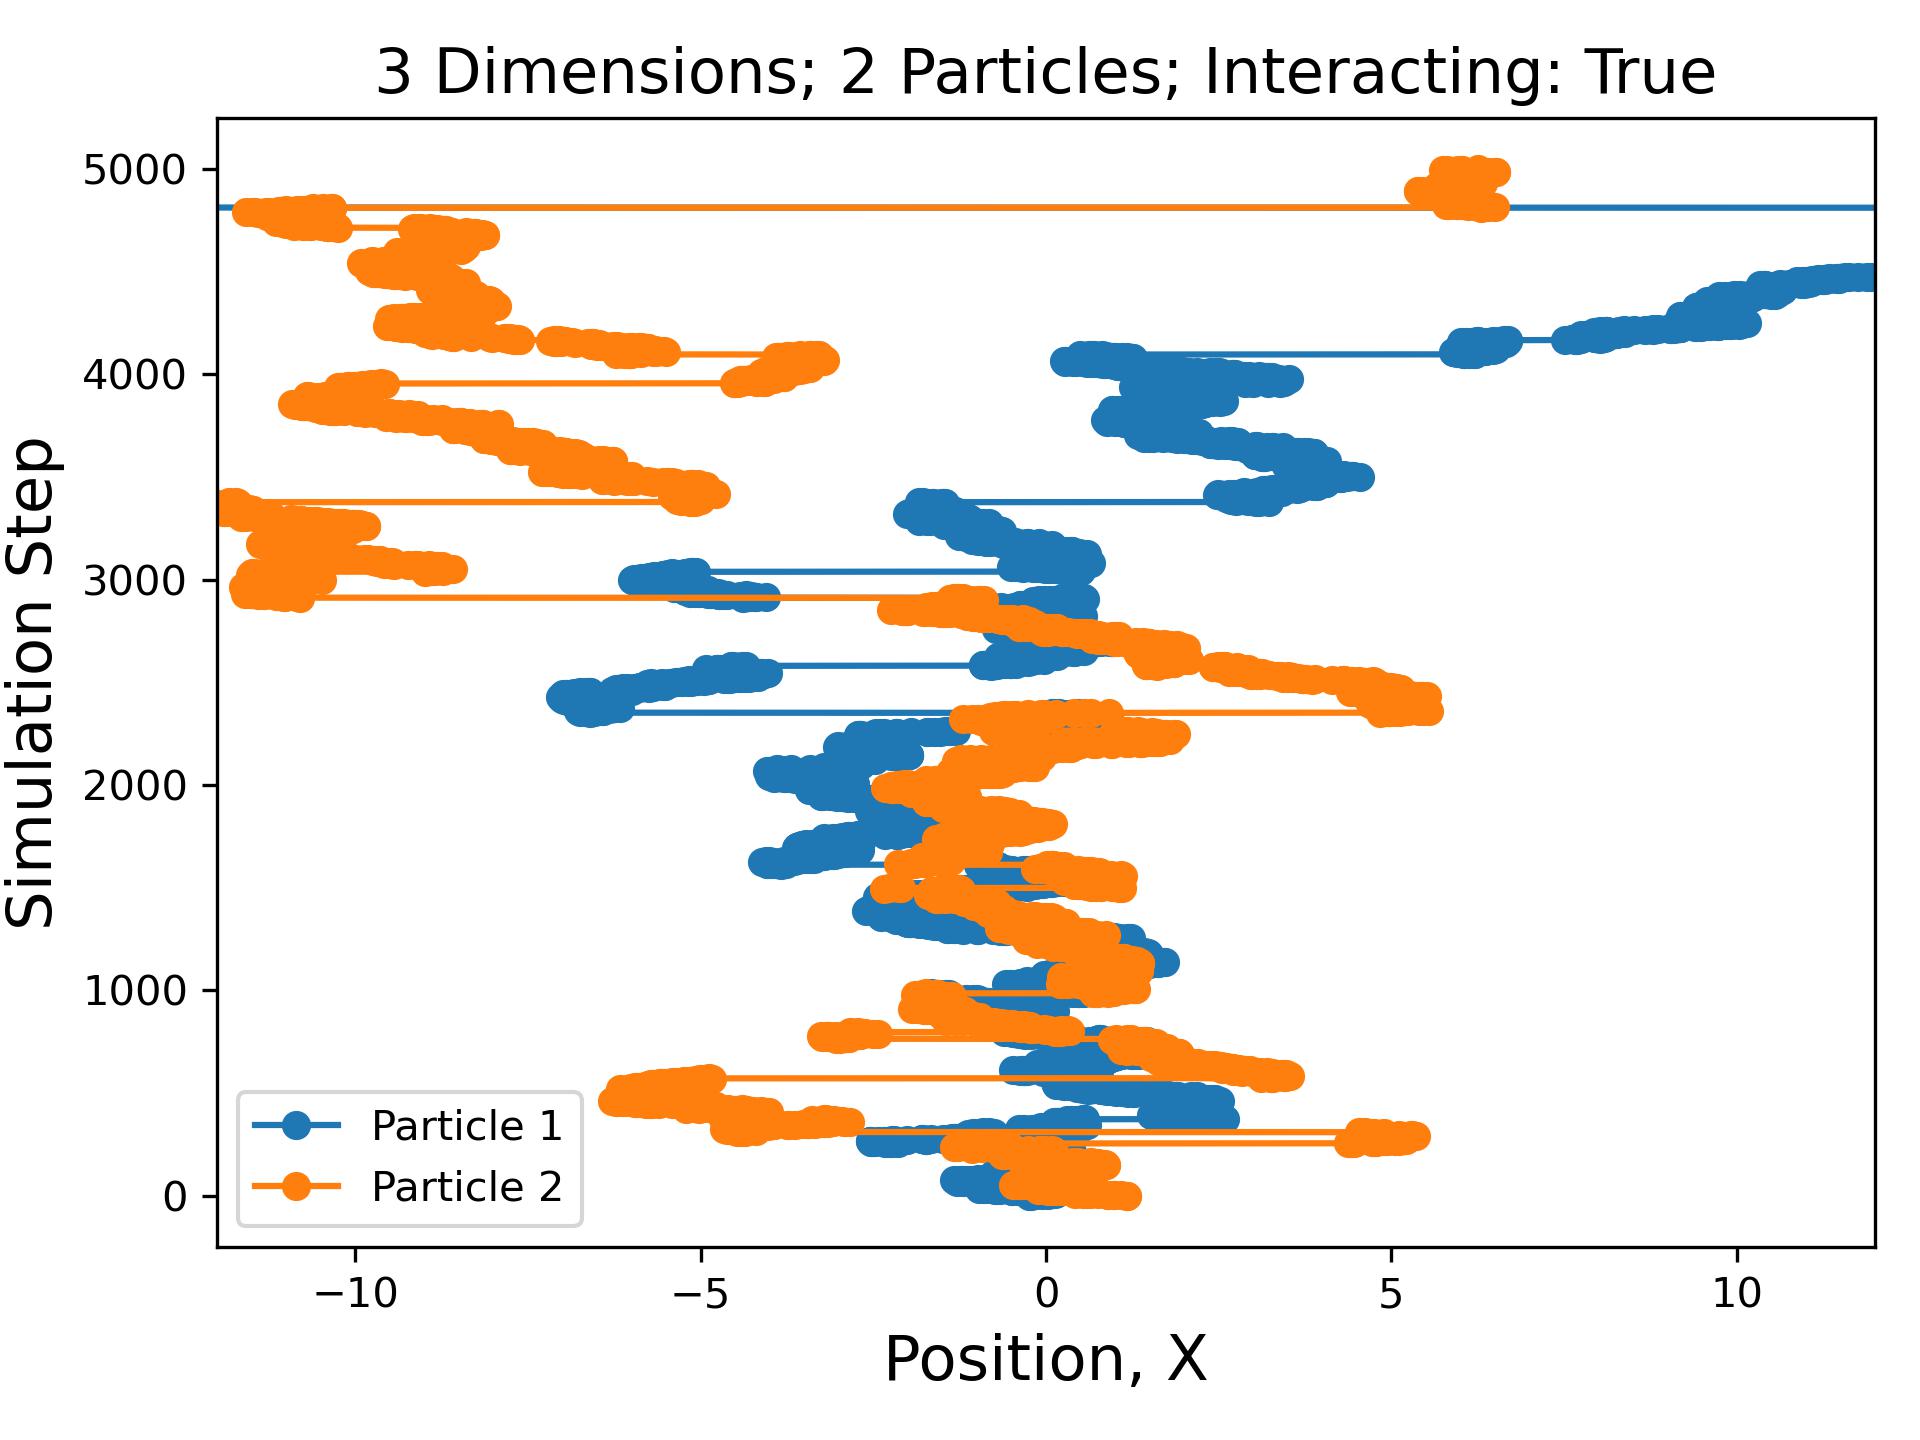 3 Dimensions; 2 Particles; Interacting: True
Simulation Step
5000
4000
3000
2000
1000
0
Particle 1
Particle 2
−10
−5
0
5
10
Position, X